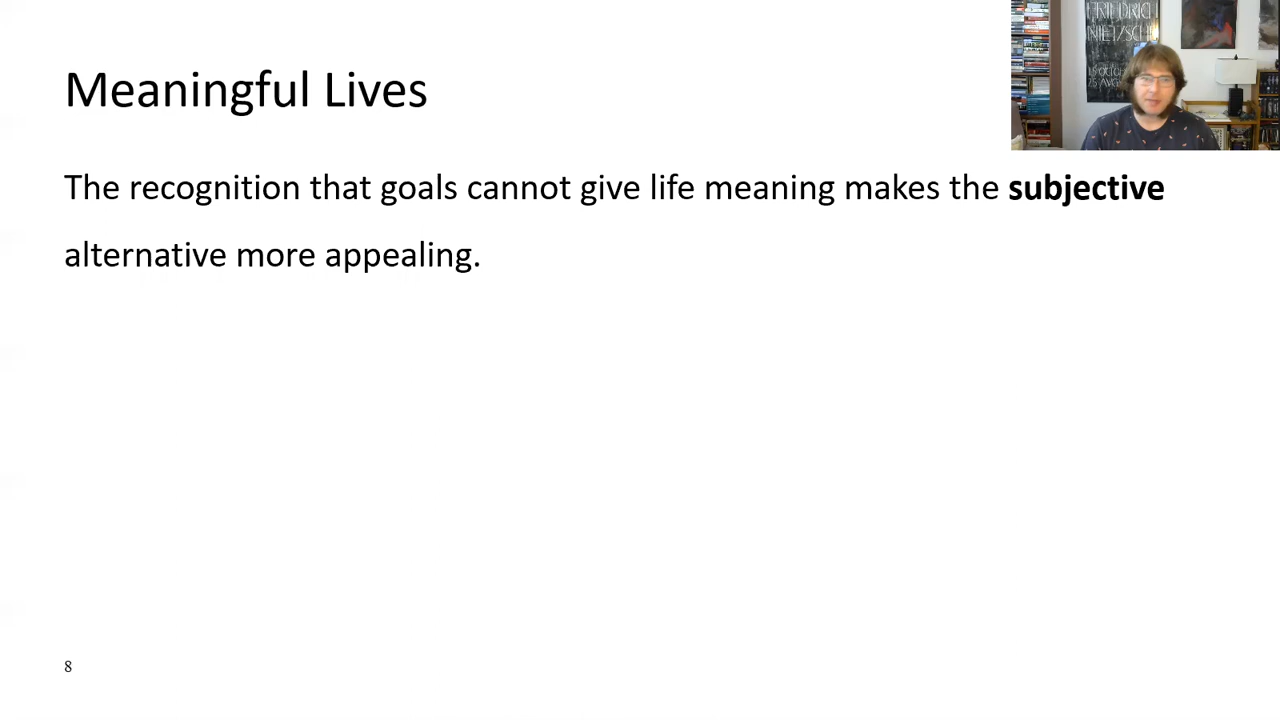 Meaningful Lives
The recognition that goals cannot give life meaning makes the subjective
alternative more appealing.
8
FRIEDRICH
NIETZSCHE